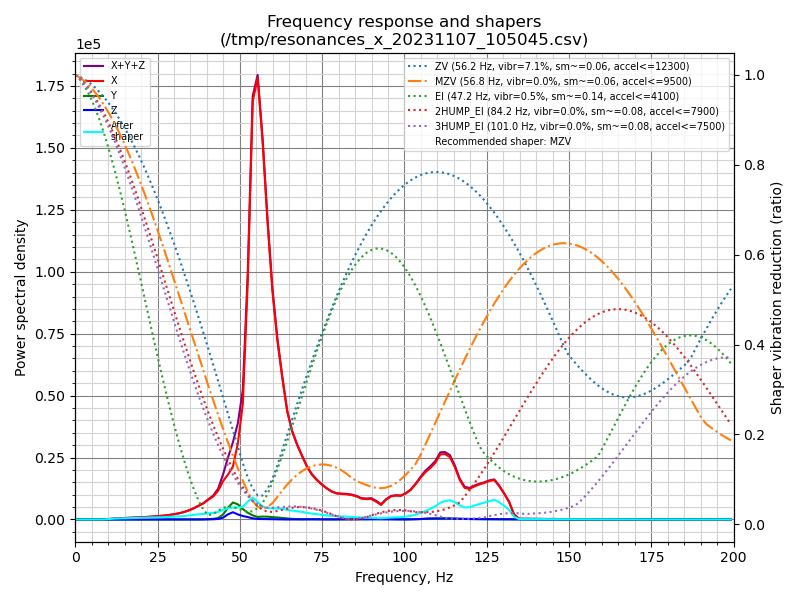 Frequency response and shapers
(/tmp/resonances_x_20231107_105045.csv)
1e5
X+Y+Z
X
Y
Z
After
shaper
ZV (56.2 Hz, vibr=7.1%, sm~=0.06, accel<=12300)
MZV (56.8 Hz, vibr=0.0%, sm~=0.06, accel<=9500)
EI (47.2 Hz, vibr=0.5%, sm~=0.14, accel<=4100)
2HUMP_EI (84.2 Hz, vibr=0.0%, sm~=0.08, accel<=7900)
3HUMP_EI (101.0 Hz, vibr=0.0%, sm~=0.08, accel<=7500)
Recommended shaper: MZV
Power spectral density
1.75
1.50
1.25
1.00
0.75
0.50
0.25
0.00
1.0
0.8
0.6
0.4
0.2
0.0
Shaper vibration reduction (ratio)
0 25 50 75 100 125 150 175 200
Frequency, Hz